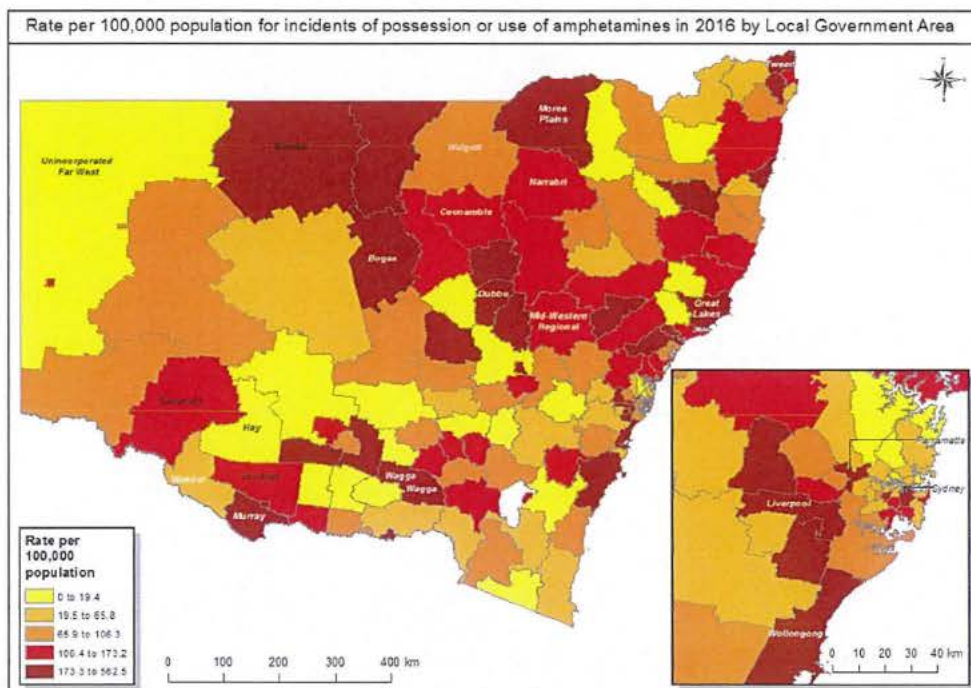 Rate per 100,000 population for incidents of possession or use of amphetamines in 2016 by Local Government Area
Tweed
Moree
Plains
Unincorporated
Far West
Walgett
Narrabri
Coonamble
Bogan
Great
Lakes
Dubbo
Mid-Western
Regional
Hay
Wagga
Wagga
Murray
Parramatta
Sydney
Liverpool
Wollongong
Rate per
100,000
population
0 to 19.4
19.5 to 65.8
65.9 to 106.3
106.4 to 173.2
173.3 to 562.5
0 100 200 300 400 km
0 10 20 30 40 km